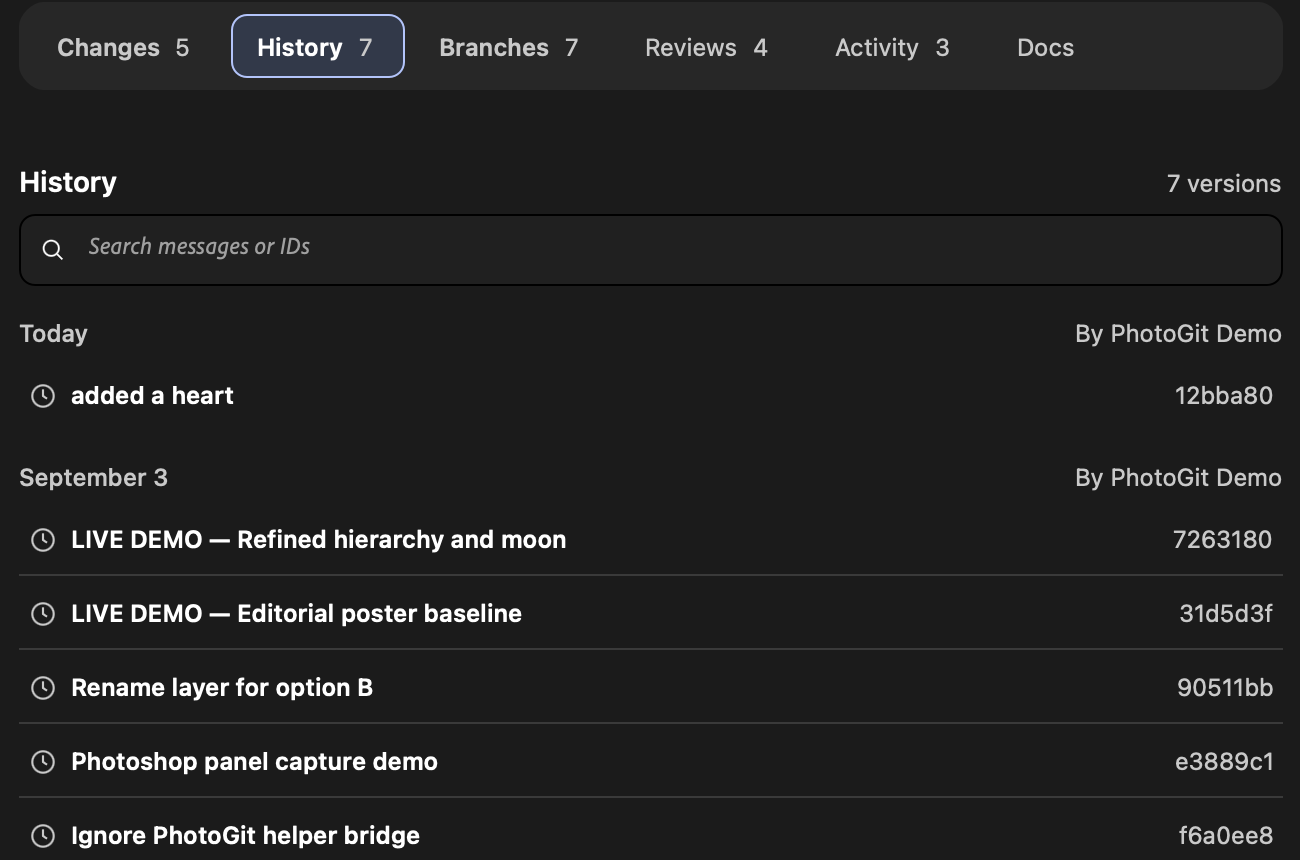 Changes 5 History 7 Branches 7 Reviews 4 Activity 3 Docs
History 7 versions
Search messages or IDs
Today By PhotoGit Demo
added a heart 12bba80
September 3 By PhotoGit Demo
LIVE DEMO — Refined hierarchy and moon 7263180
LIVE DEMO — Editorial poster baseline 31d5d3f
Rename layer for option B 90511bb
Photoshop panel capture demo e3889c1
Ignore PhotoGit helper bridge f6a0ee8